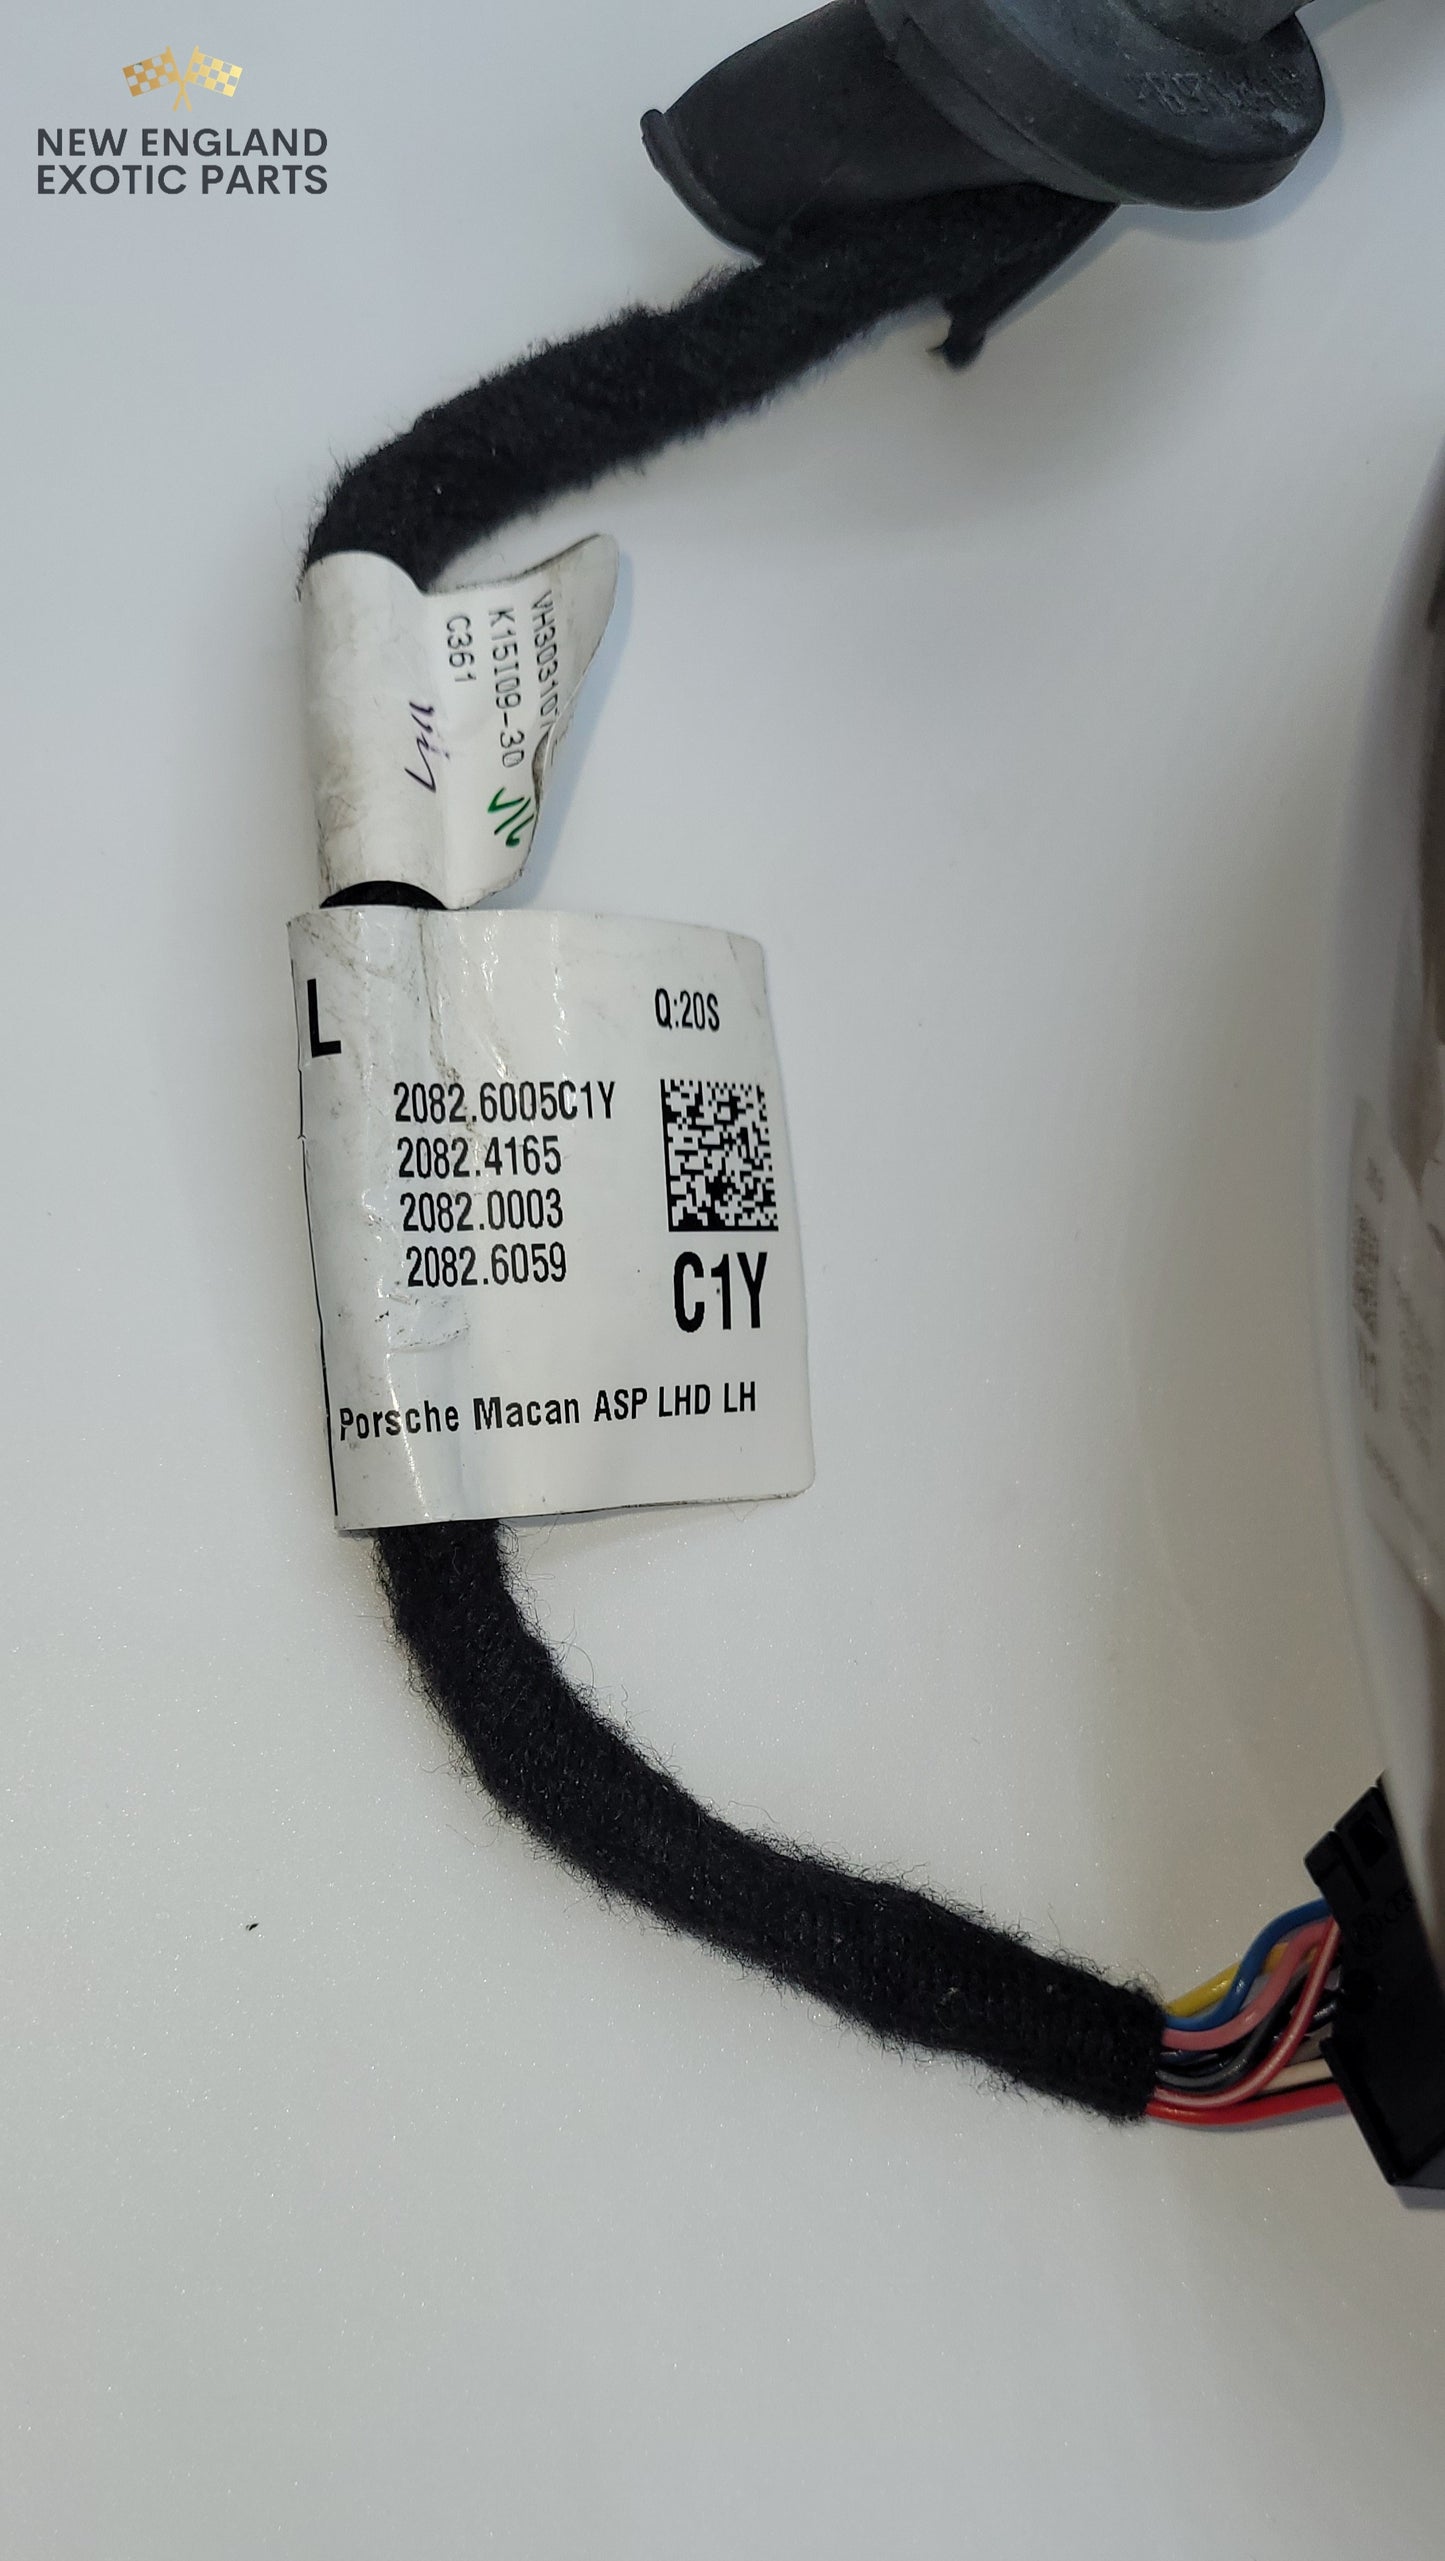 NEW ENGLAND
EXOTIC PARTS
K15I09-30
C361
L
Q:20S
2082.6005C1Y
2082.4165
2082.0003
2082.6059
C1Y
Porsche Macan ASP LHD LH